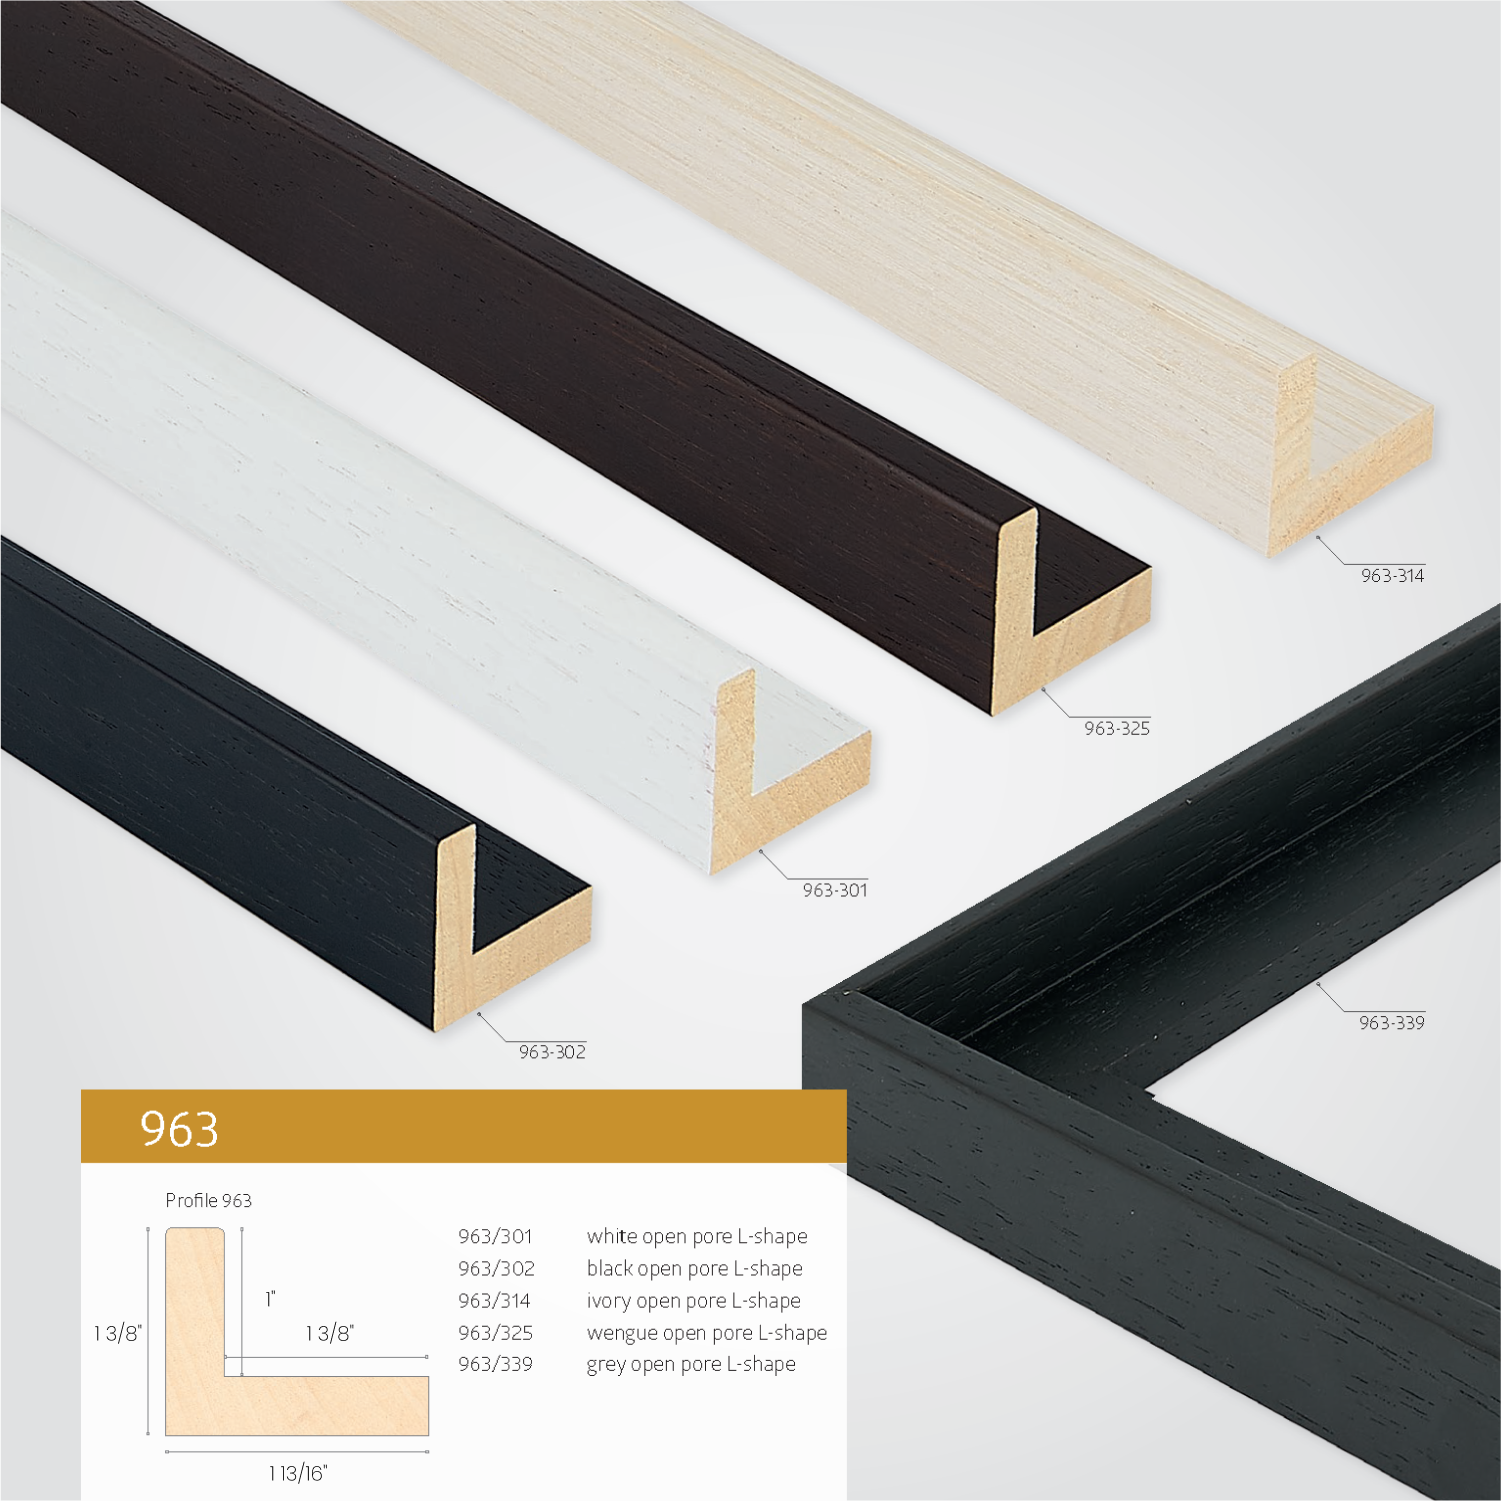 963-314
963-325
963-301
963-339
963-302
963
Profile 963
1 3/8"
1"
1 3/8"
1 13/16"
963/301 white open pore L-shape
963/302 black open pore L-shape
963/314 ivory open pore L-shape
963/325 wengue open pore L-shape
963/339 grey open pore L-shape